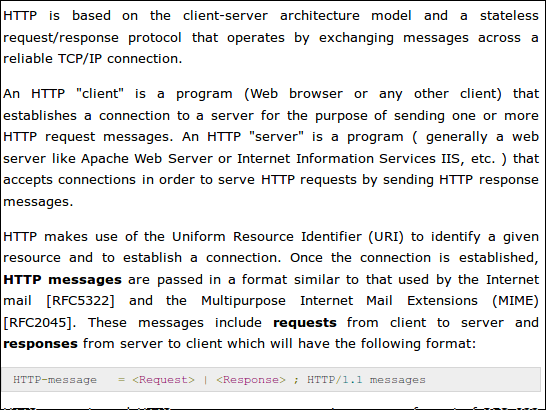 HTTP is based on the client-server architecture model and a stateless
request/response protocol that operates by exchanging messages across a
reliable TCP/IP connection.
An HTTP "client" is a program (Web browser or any other client) that
establishes a connection to a server for the purpose of sending one or more
HTTP request messages. An HTTP "server" is a program ( generally a web
server like Apache Web Server or Internet Information Services IIS, etc. ) that
accepts connections in order to serve HTTP requests by sending HTTP response
messages.
HTTP makes use of the Uniform Resource Identifier (URI) to identify a given
resource and to establish a connection. Once the connection is established,
HTTP messages are passed in a format similar to that used by the Internet
mail [RFC5322] and the Multipurpose Internet Mail Extensions (MIME)
[RFC2045]. These messages include requests from client to server and
responses from server to client which will have the following format:
HTTP-message = <Request> | <Response> ; HTTP/1.1 messages